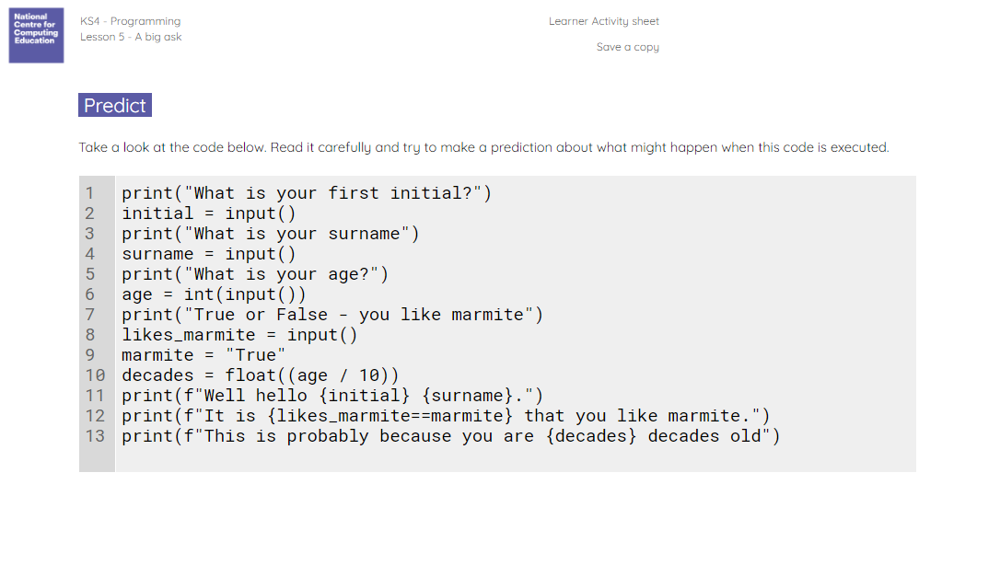 National
Centre for
Computing
Education
KS4 - Programming
Lesson 5 - A big ask
Learner Activity sheet
Save a copy
Predict
Take a look at the code below. Read it carefully and try to make a prediction about what might happen when this code is executed.
1 print("What is your first initial?")
2 initial = input()
3 print("What is your surname")
4 surname = input()
5 print("What is your age?")
6 age = int(input())
7 print("True or False - you like marmite")
8 likes_marmite = input()
9 marmite = "True"
10 decades = float((age / 10))
11 print(f"Well hello {initial} {surname}.")
12 print(f"It is {likes_marmite==marmite} that you like marmite.")
13 print(f"This is probably because you are {decades} decades old")